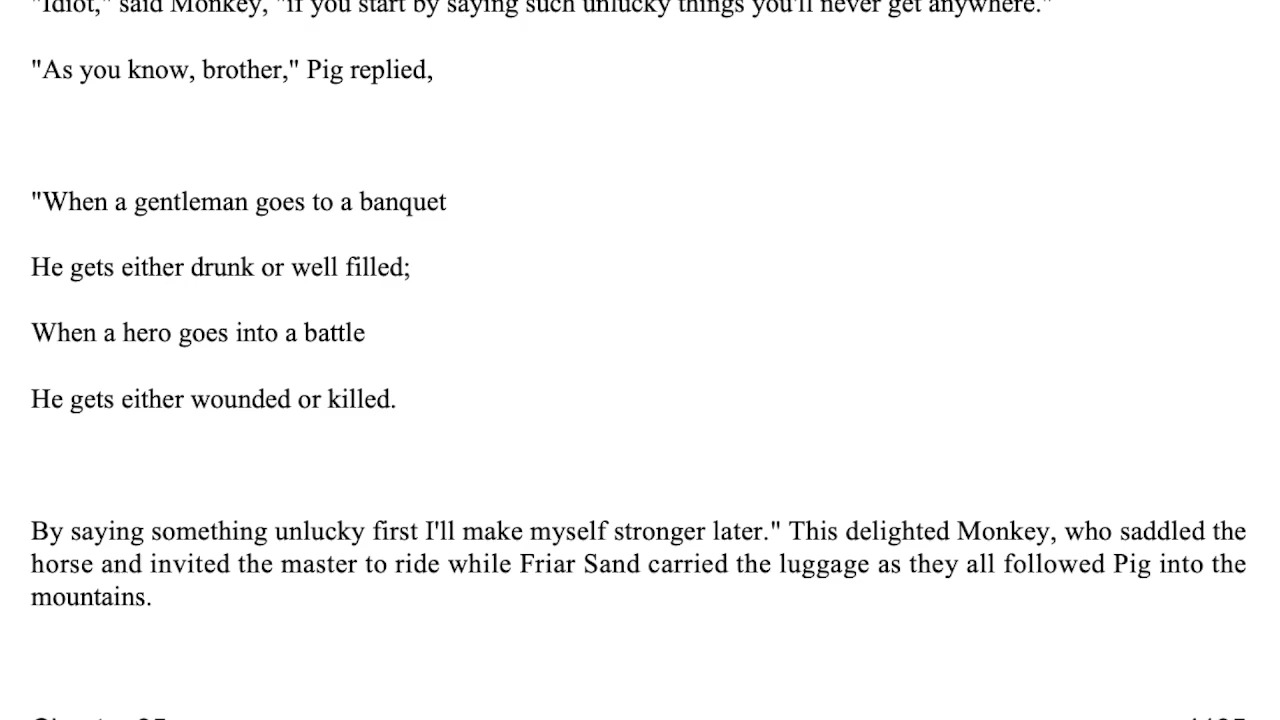 "Idiot," said Monkey, "if you start by saying such unlucky things you'll never get anywhere."
"As you know, brother," Pig replied,
"When a gentleman goes to a banquet
He gets either drunk or well filled;
When a hero goes into a battle
He gets either wounded or killed.
By saying something unlucky first I'll make myself stronger later." This delighted Monkey, who saddled the
horse and invited the master to ride while Friar Sand carried the luggage as they all followed Pig into the
mountains.